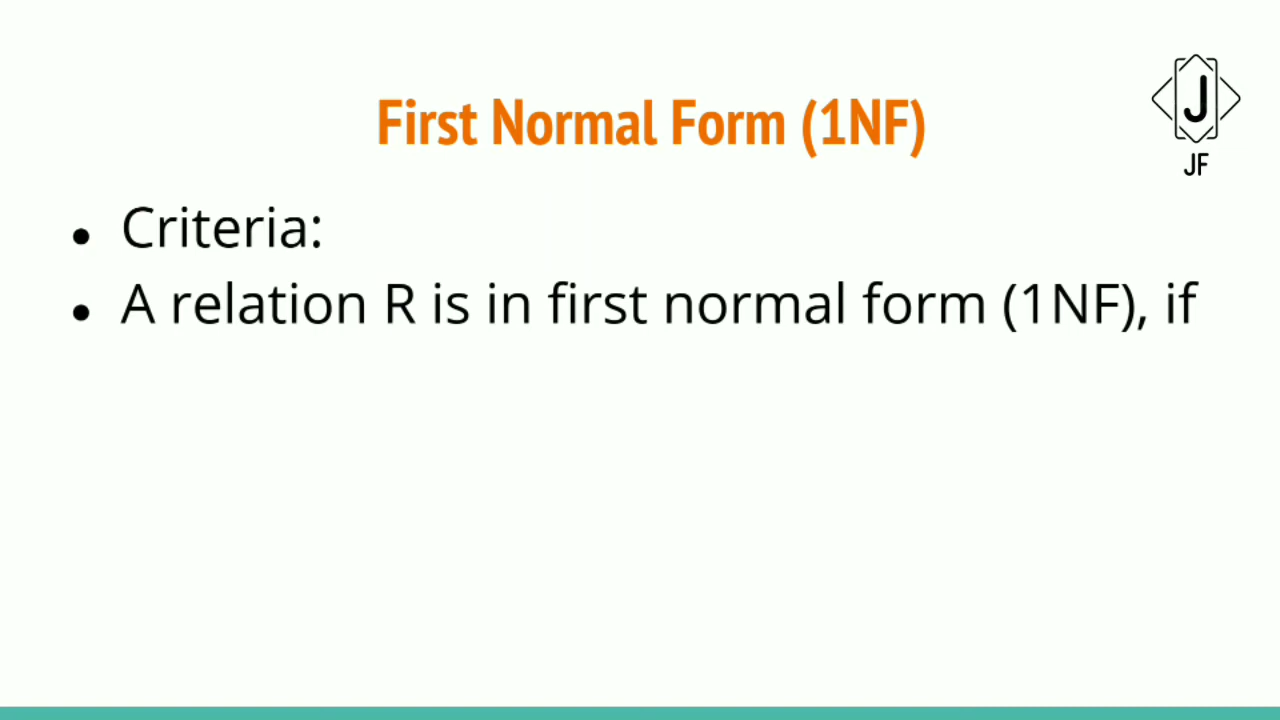 First Normal Form (1NF)
J
JF
• Criteria:
• A relation R is in first normal form (1NF), if